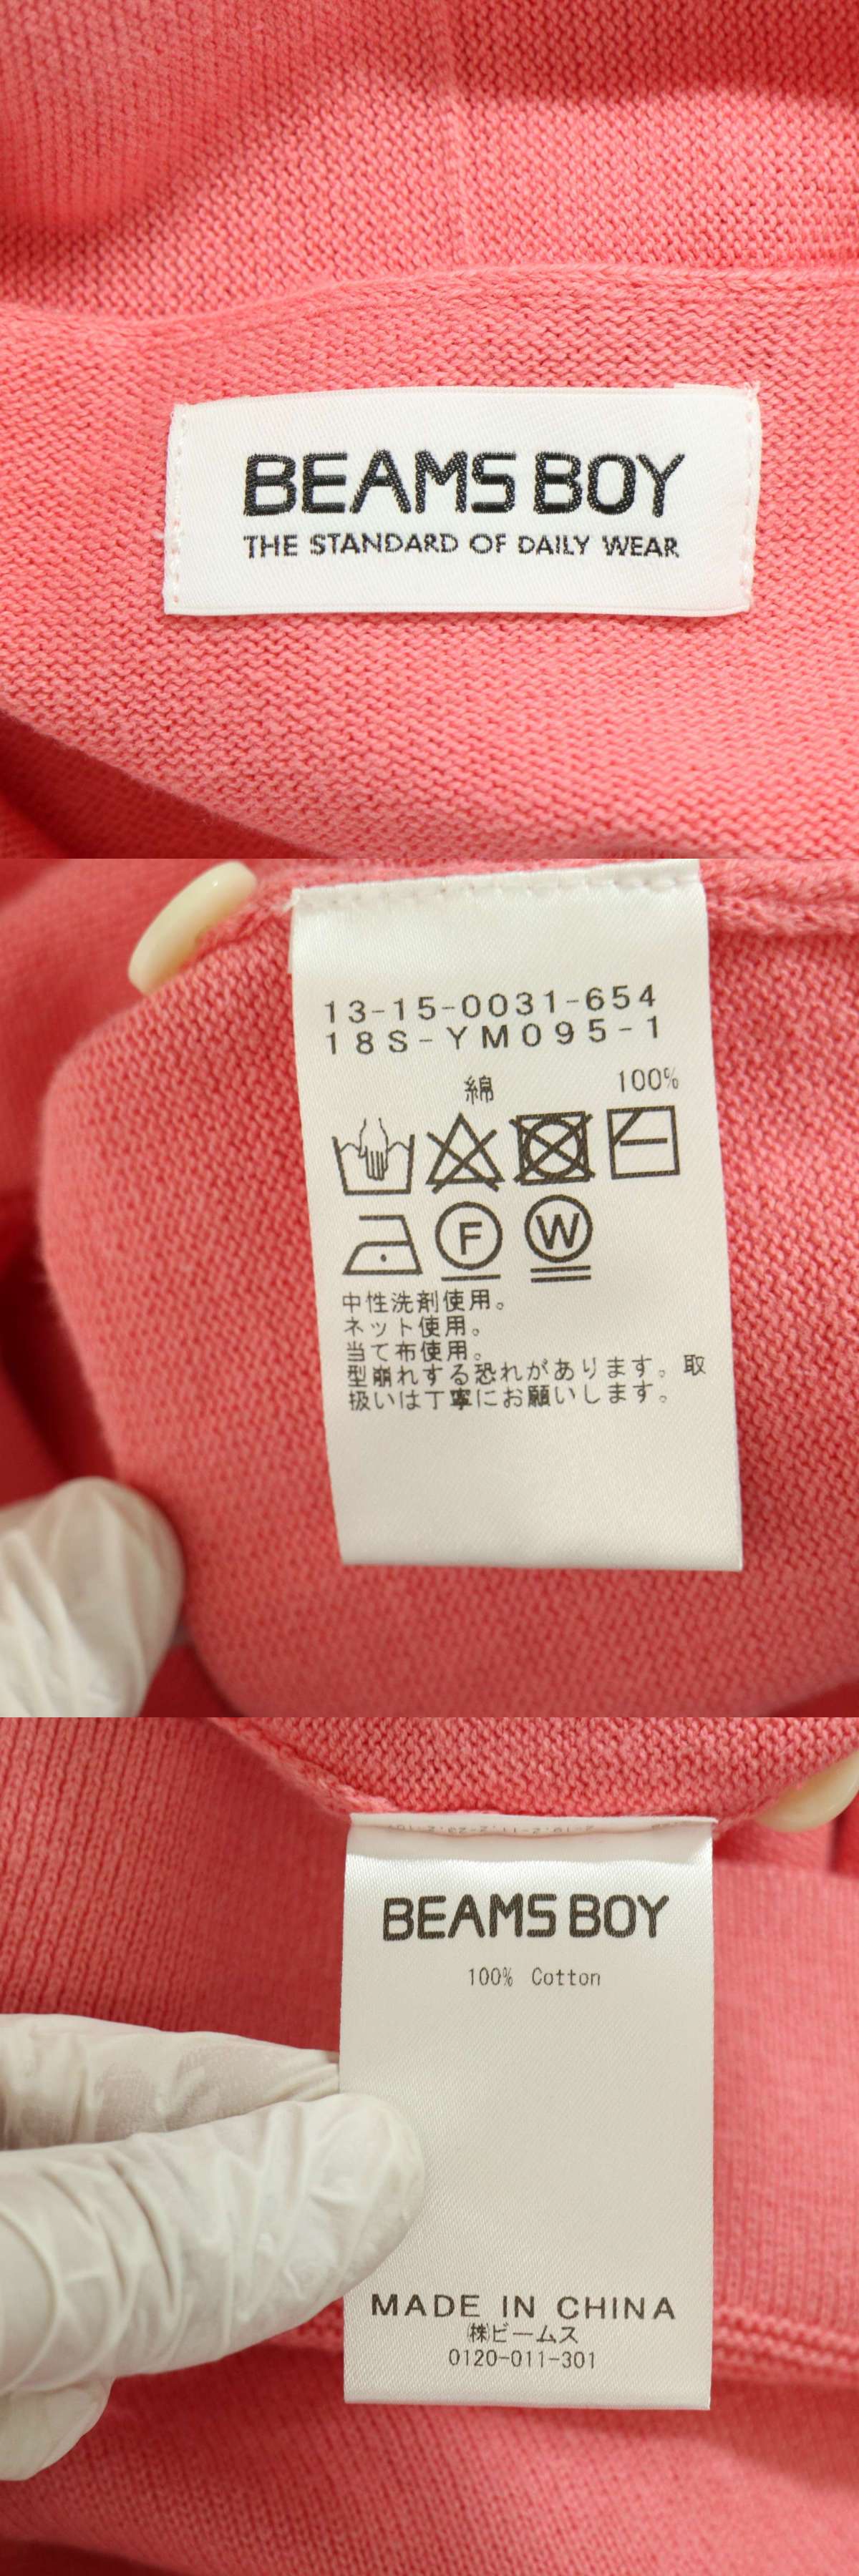 BEAMS BOY
THE STANDARD OF DAILY WEAR
13-15-0031-654
18S-YM095-1
綿 100%
F W
中性洗剤使用。
ネット使用。
当て布使用。
型崩れする恐れがあります。取
扱いは丁寧にお願いします。
BEAMS BOY
100% Cotton
MADE IN CHINA
㈱ビームス
0120-011-301